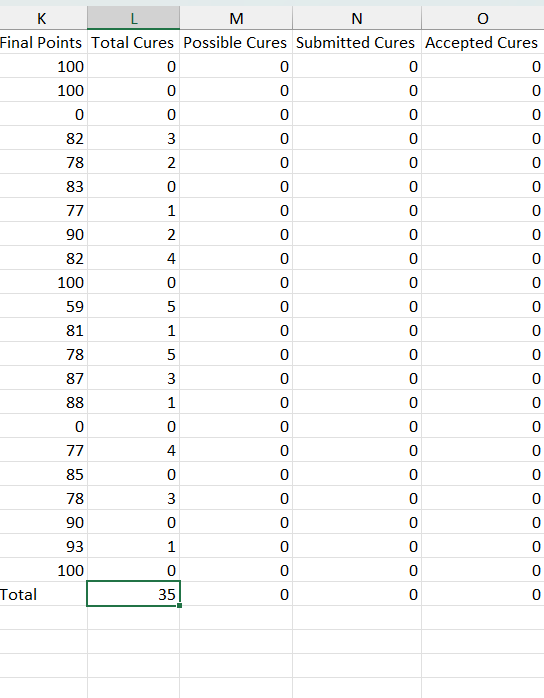 K L M N O
Final Points Total Cures Possible Cures Submitted Cures Accepted Cures
100 0 0 0 0
100 0 0 0 0
0 0 0 0 0
82 3 0 0 0
78 2 0 0 0
83 0 0 0 0
77 1 0 0 0
90 2 0 0 0
82 4 0 0 0
100 0 0 0 0
59 5 0 0 0
81 1 0 0 0
78 5 0 0 0
87 3 0 0 0
88 1 0 0 0
0 0 0 0 0
77 4 0 0 0
85 0 0 0 0
78 3 0 0 0
90 0 0 0 0
93 1 0 0 0
100 0 0 0 0
Total 35 0 0 0